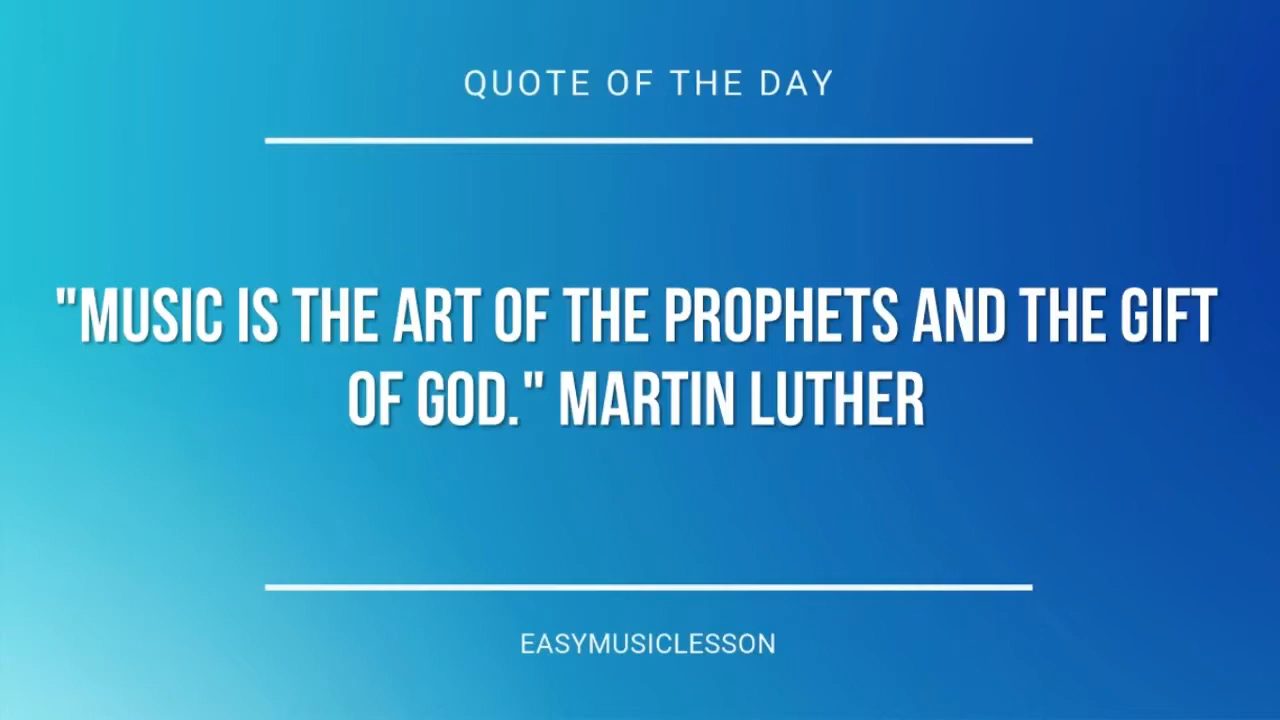 QUOTE OF THE DAY
"MUSIC IS THE ART OF THE PROPHETS AND THE GIFT
OF GOD." MARTIN LUTHER
EASYMUSICLESSON